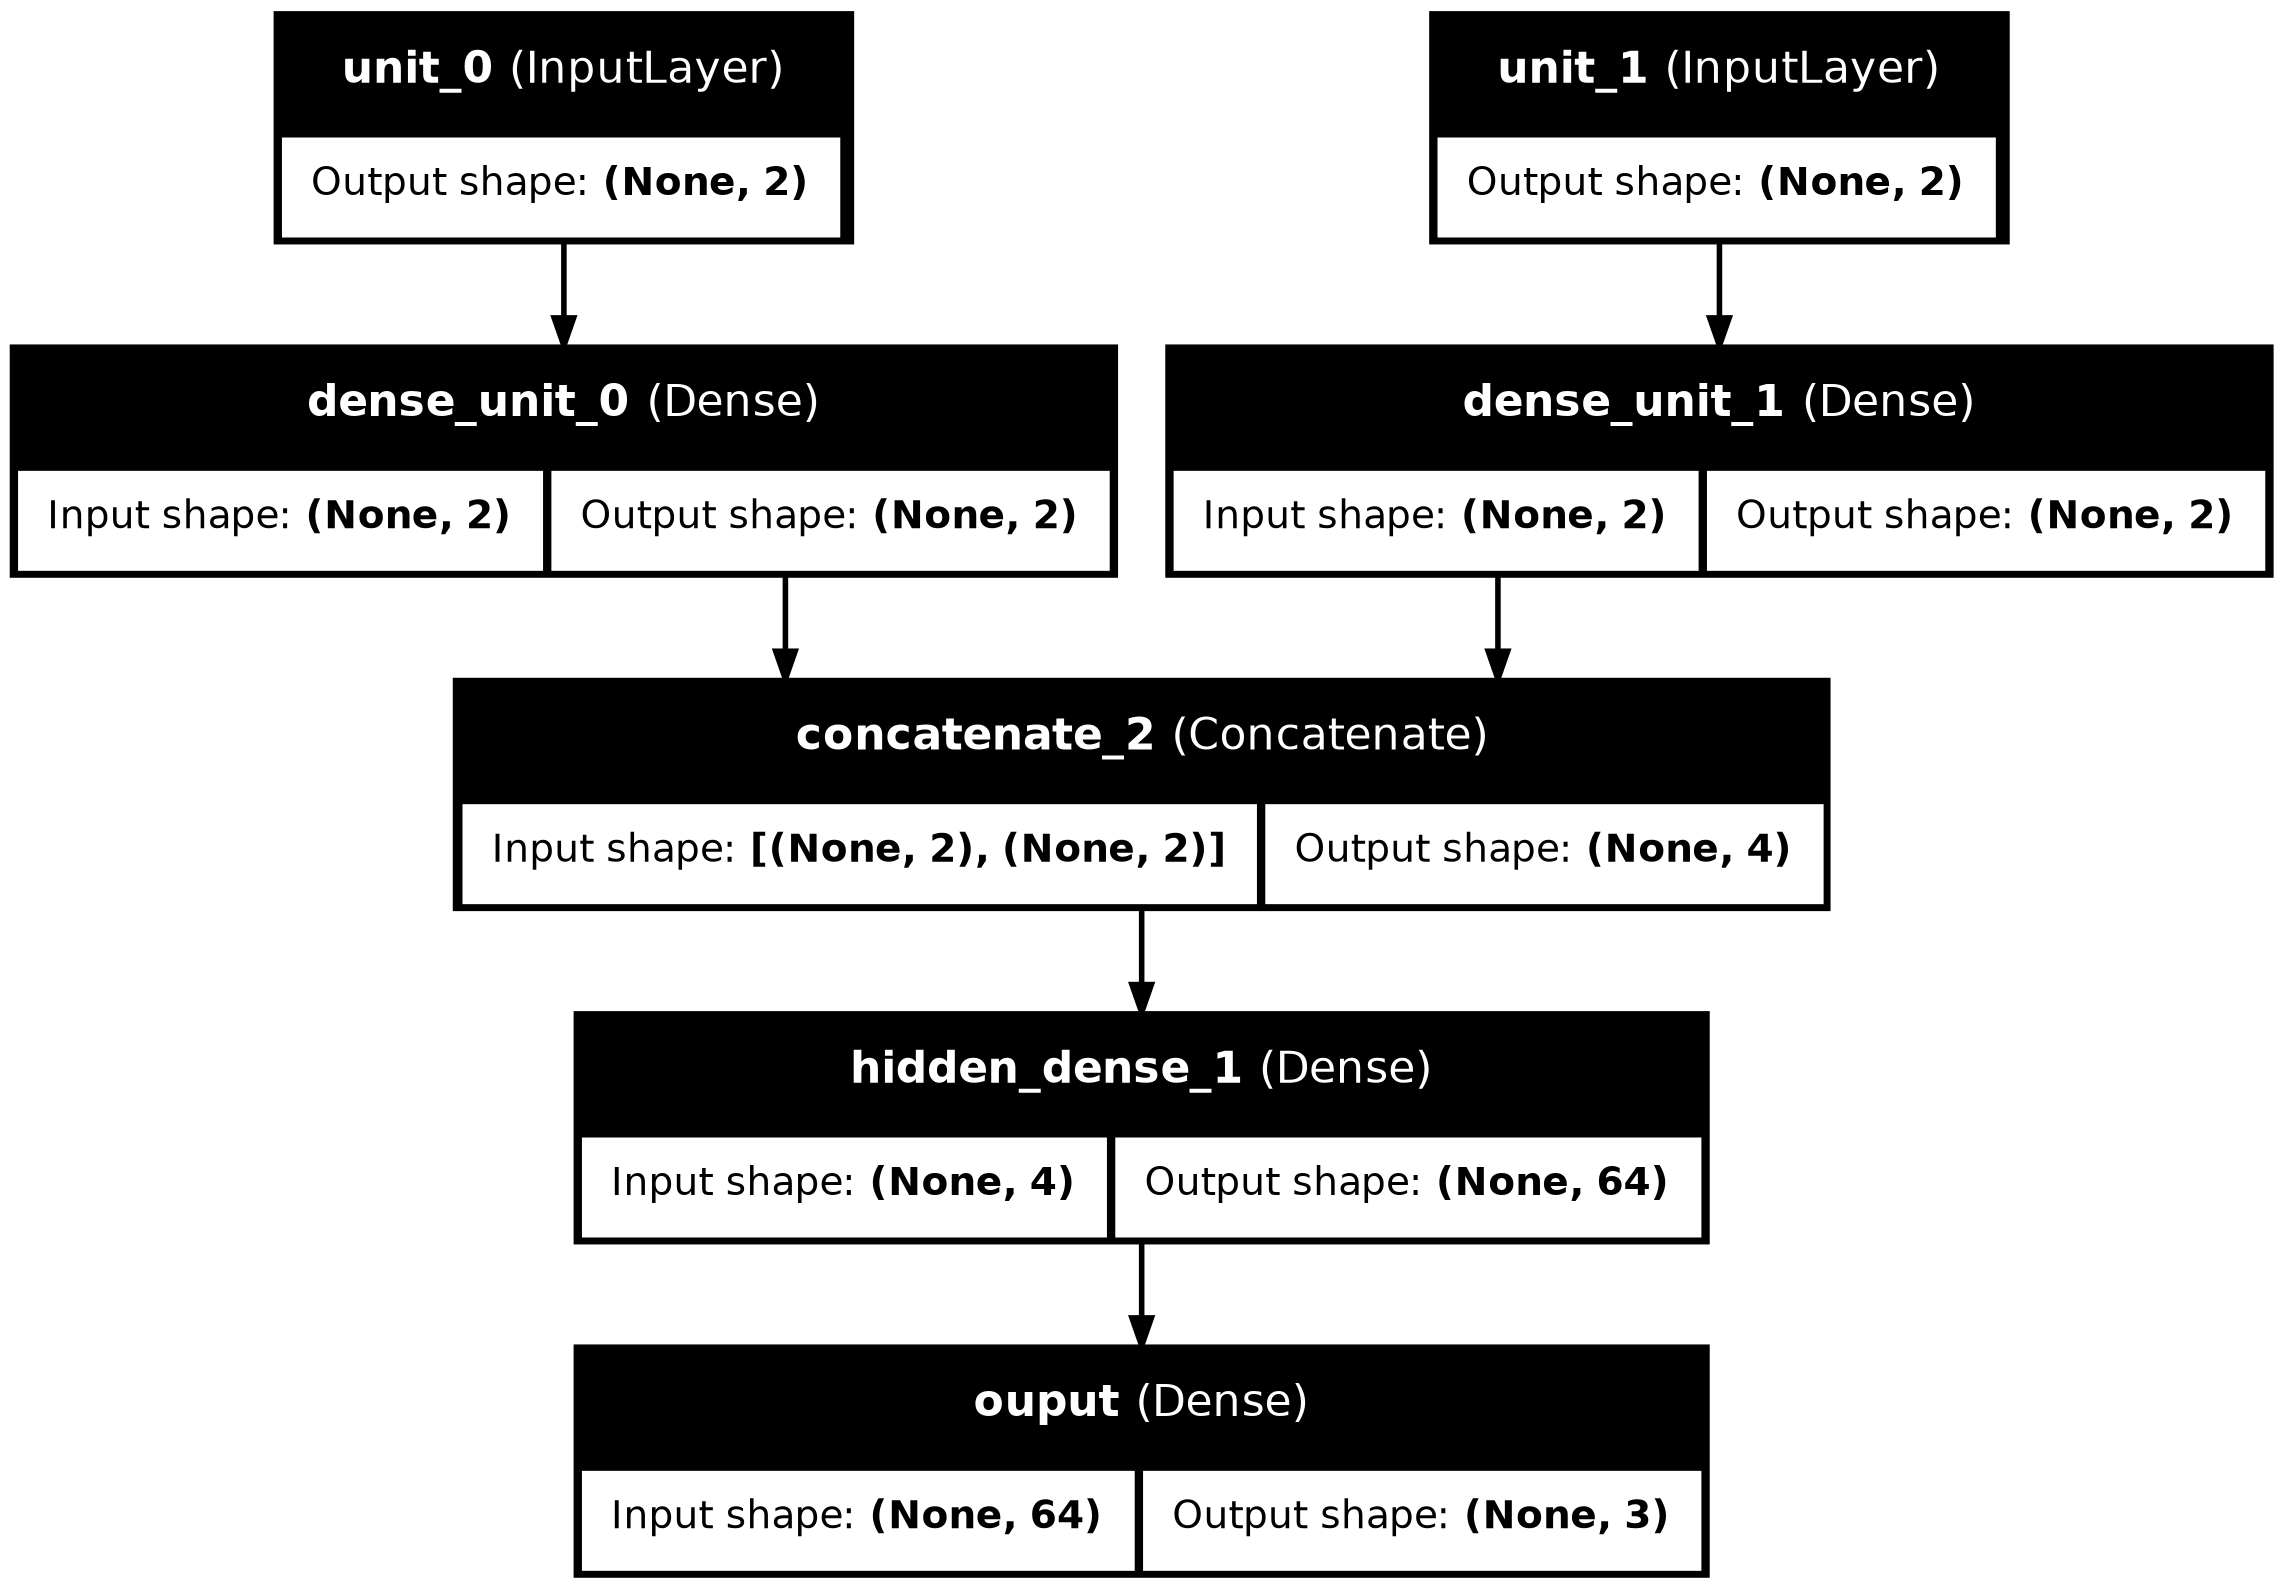 unit_0 (InputLayer)
Output shape: (None, 2)
unit_1 (InputLayer)
Output shape: (None, 2)
dense_unit_0 (Dense)
Input shape: (None, 2)
Output shape: (None, 2)
dense_unit_1 (Dense)
Input shape: (None, 2)
Output shape: (None, 2)
concatenate_2 (Concatenate)
Input shape: [(None, 2), (None, 2)]
Output shape: (None, 4)
hidden_dense_1 (Dense)
Input shape: (None, 4)
Output shape: (None, 64)
ouput (Dense)
Input shape: (None, 64)
Output shape: (None, 3)